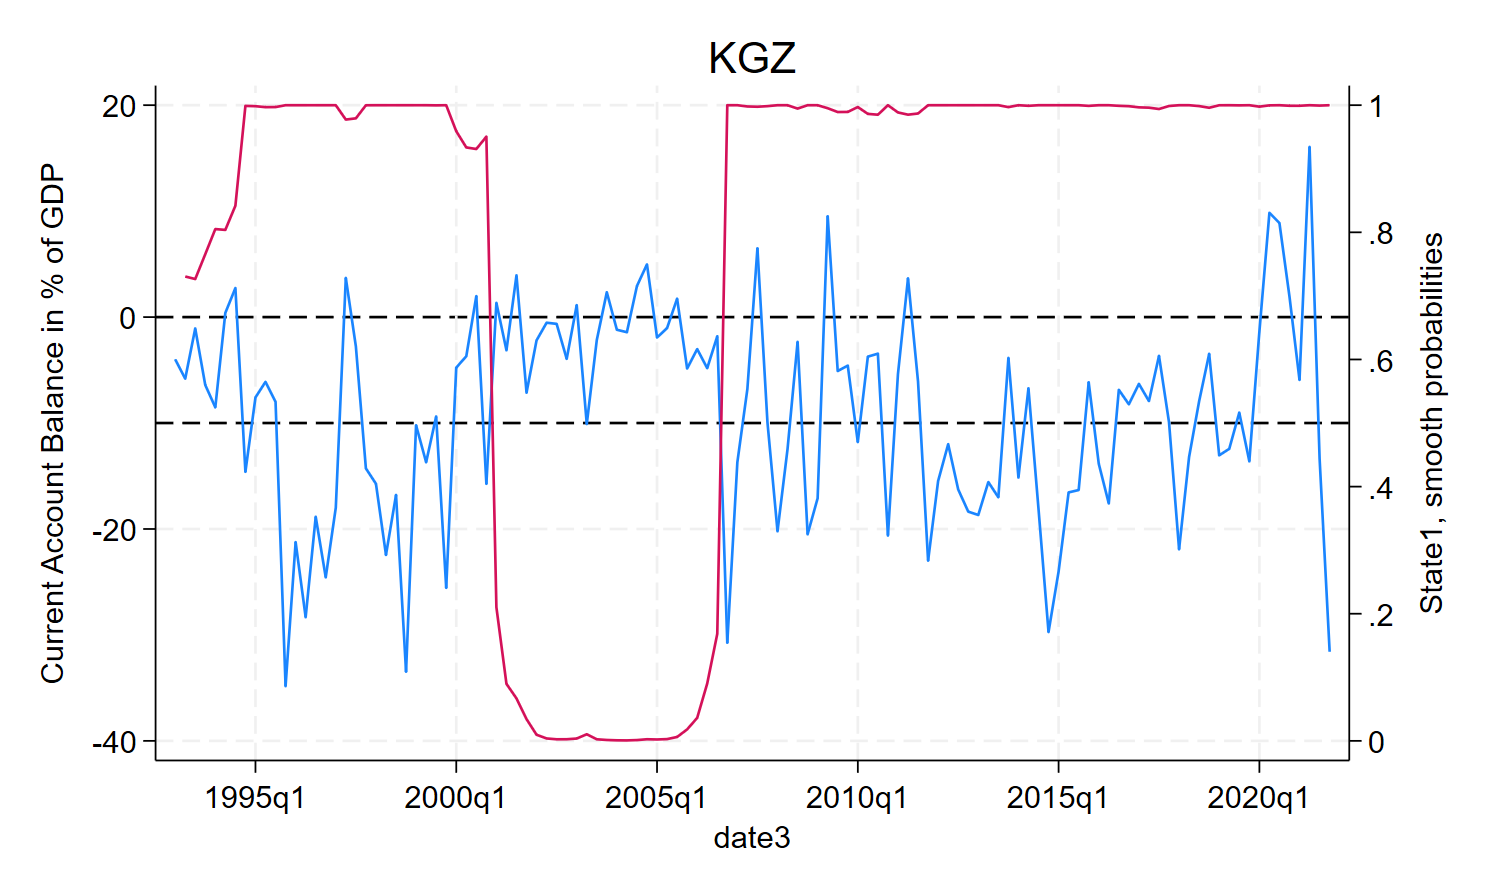 KGZ
Current Account Balance in % of GDP
20
0
-20
-40
1
.8
.6
.4
.2
0
State1, smooth probabilities
1995q1
2000q1
2005q1
2010q1
2015q1
2020q1
date3